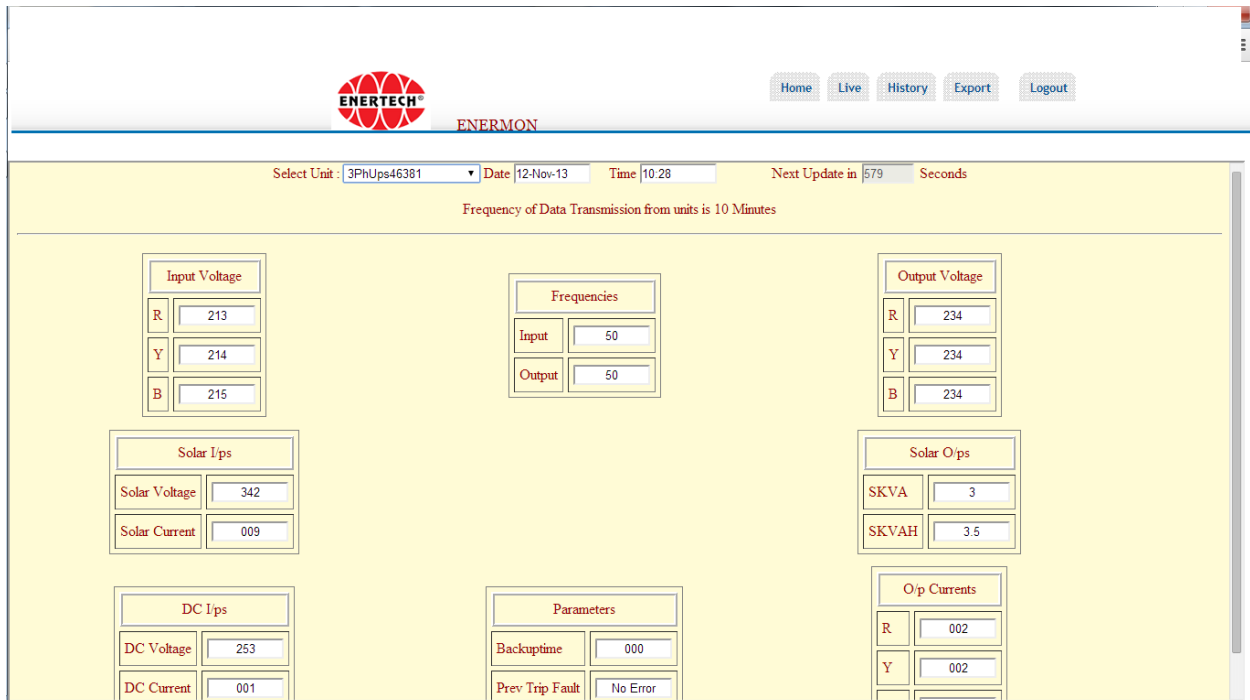 Home Live History Export Logout
ENERTECH®
ENERMON
Select Unit : 3PhUps46381 Date 12-Nov-13 Time 10:28 Next Update in 579 Seconds
Frequency of Data Transmission from units is 10 Minutes
Input Voltage
R 213
Y 214
B 215
Frequencies
Input 50
Output 50
Output Voltage
R 234
Y 234
B 234
Solar I/ps
Solar Voltage 342
Solar Current 009
Solar O/ps
SKVA 3
SKVAH 3.5
DC I/ps
DC Voltage 253
DC Current 001
Parameters
Backuptime 000
Prev Trip Fault No Error
O/p Currents
R 002
Y 002